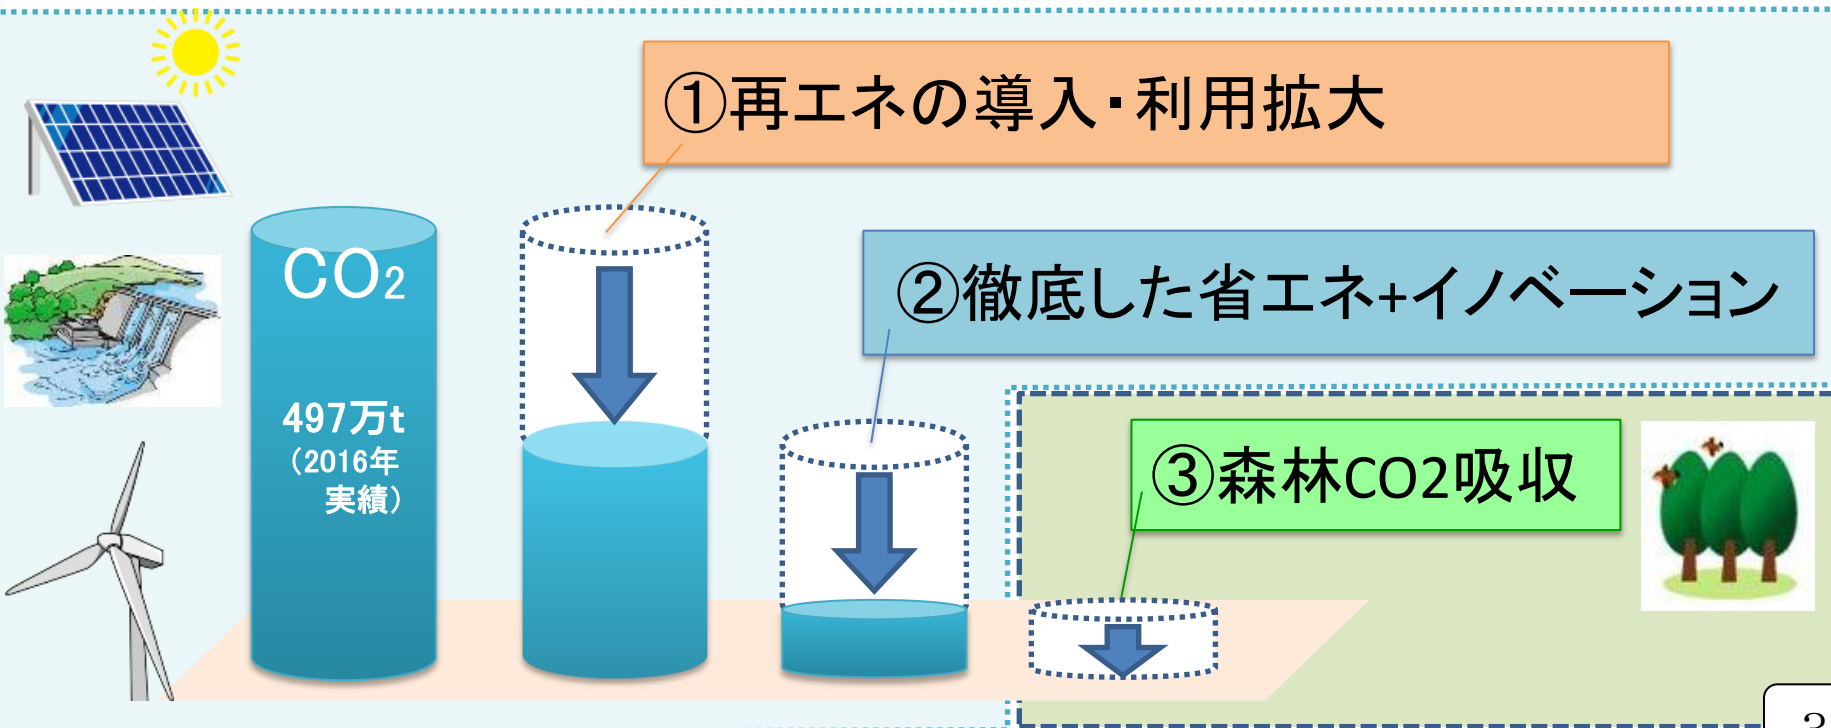 ①再エネの導入・利用拡大
②徹底した省エネ+イノベーション
③森林CO2吸収
CO2
497万t
（2016年
実績）